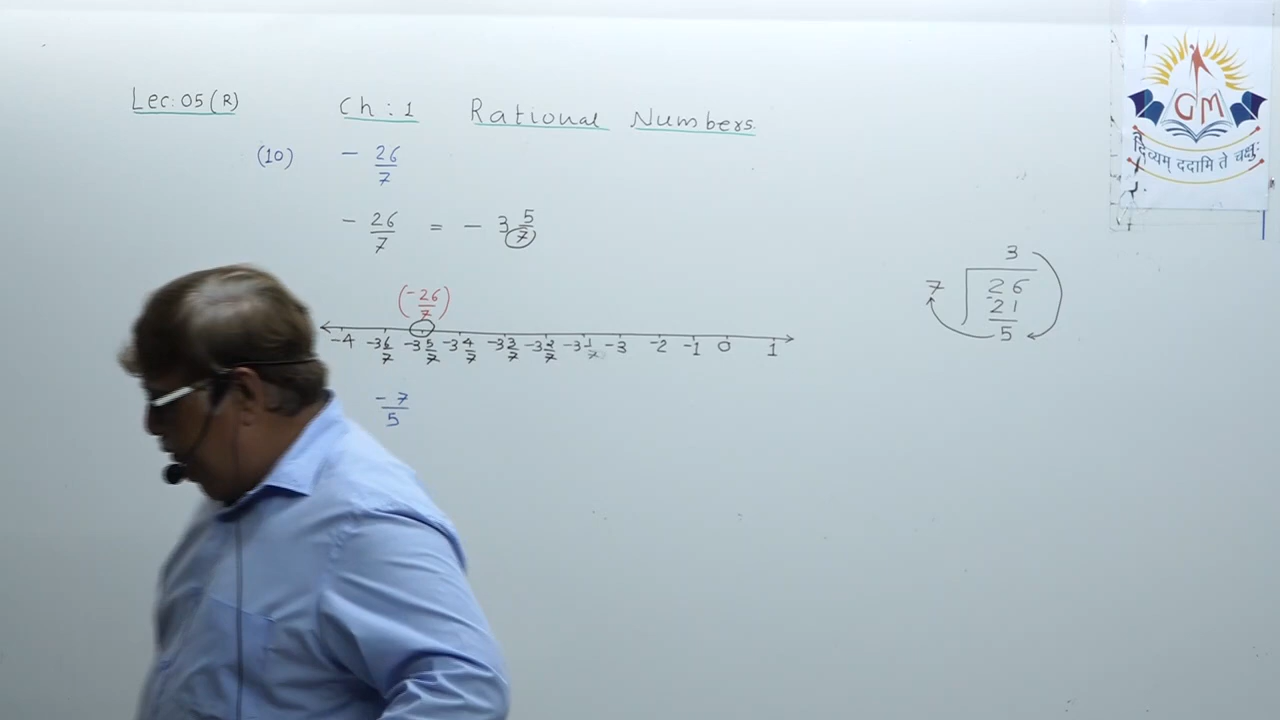 Lec: 05 (R) Ch : 1 Rational Numbers
(10) - 26/7
- 26/7 = - 3 5/7
(-26/7)
-4 -3 6/7 -3 5/7 -3 4/7 -3 3/7 -3 2/7 -3 1/7 -3 -2 -1 0 1
-7/5
3
7 26
-21
5
GM
दिव्यम् ददामि ते चक्षुः